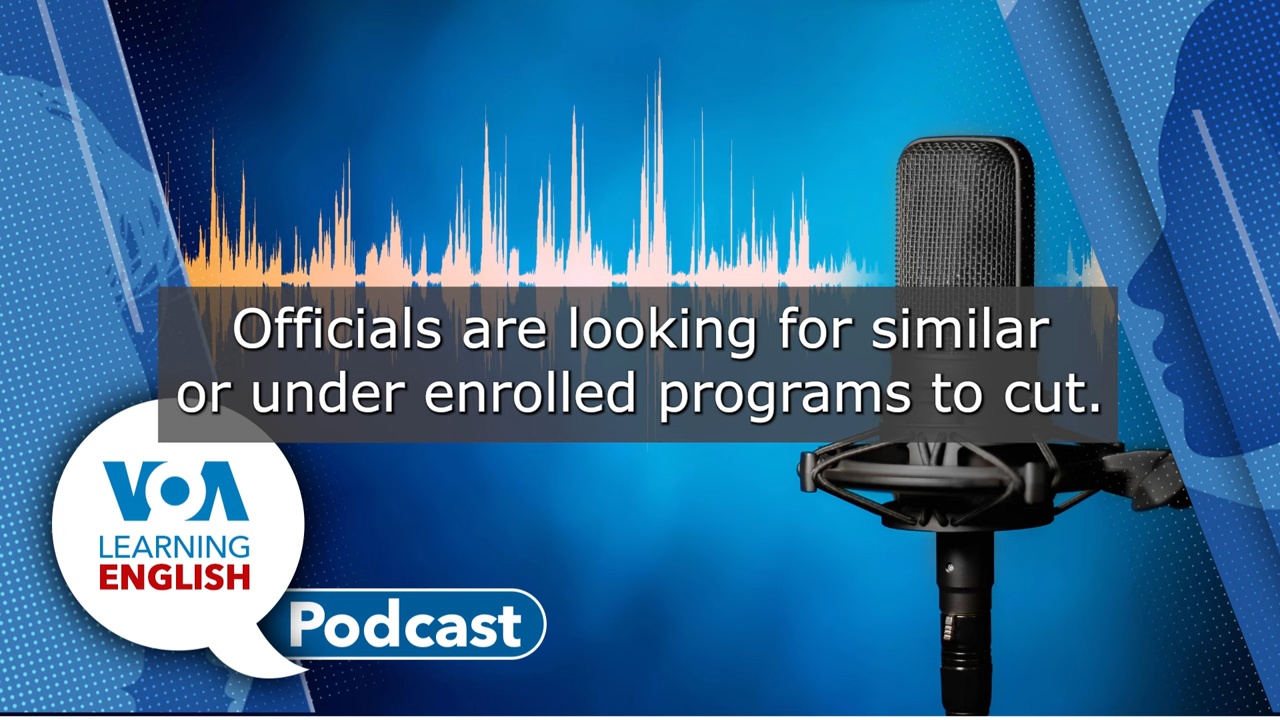 Officials are looking for similar
or under enrolled programs to cut.
VOA
LEARNING
ENGLISH
Podcast